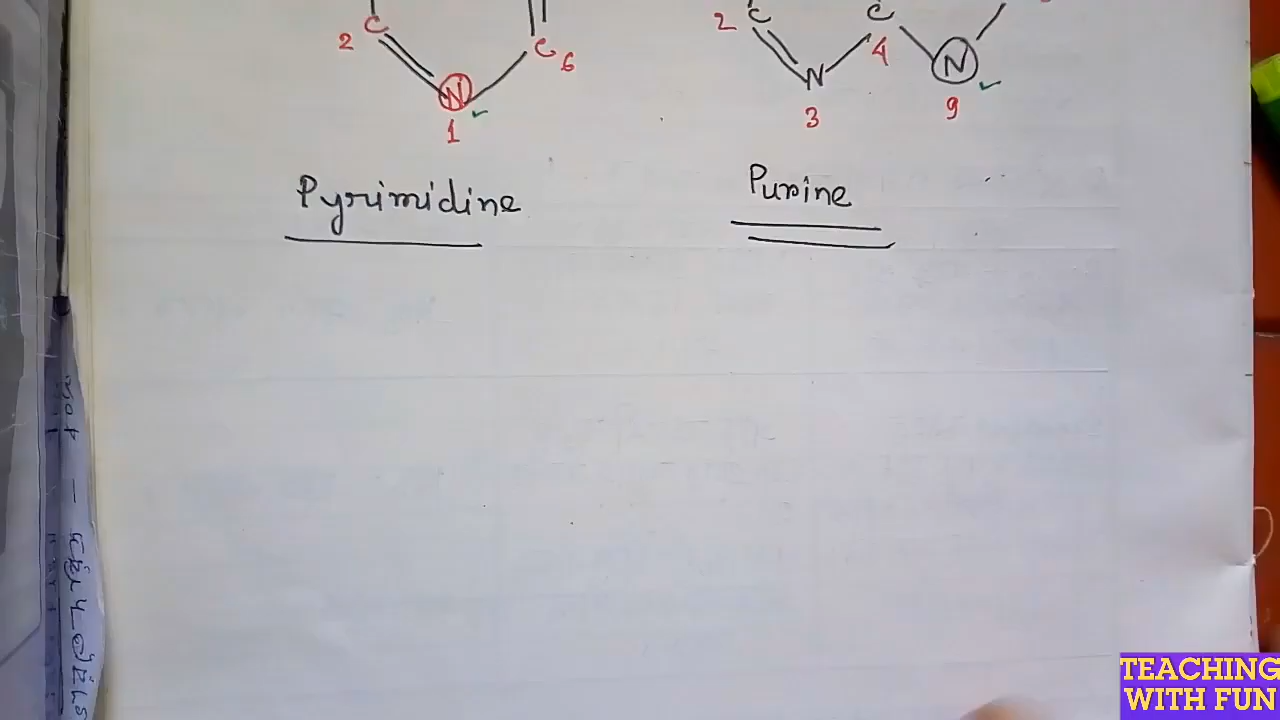 2 C C 6
N
1
2 C C 4
N N
3 9
Pyrimidine
Purine
TEACHING
WITH FUN